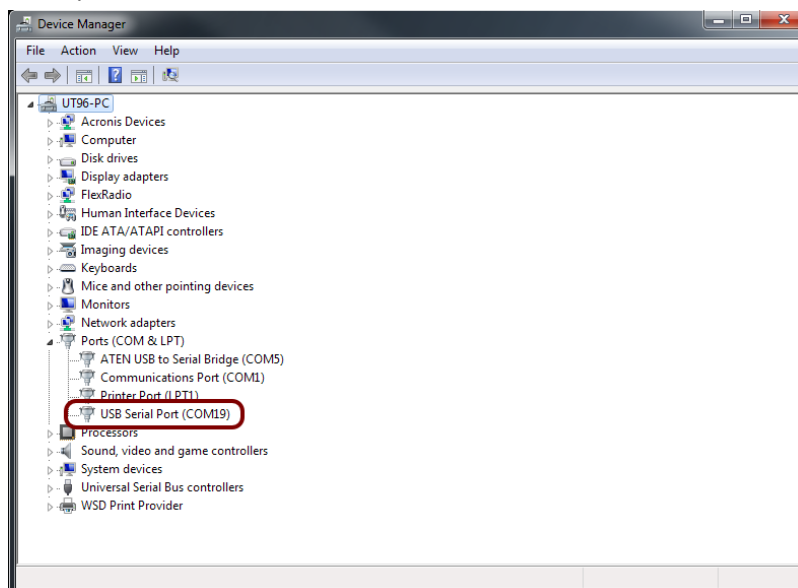 Device Manager
File Action View Help
UT96-PC
Acronis Devices
Computer
Disk drives
Display adapters
FlexRadio
Human Interface Devices
IDE ATA/ATAPI controllers
Imaging devices
Keyboards
Mice and other pointing devices
Monitors
Network adapters
Ports (COM & LPT)
ATEN USB to Serial Bridge (COM5)
Communications Port (COM1)
Printer Port (LPT1)
USB Serial Port (COM19)
Processors
Sound, video and game controllers
System devices
Universal Serial Bus controllers
WSD Print Provider